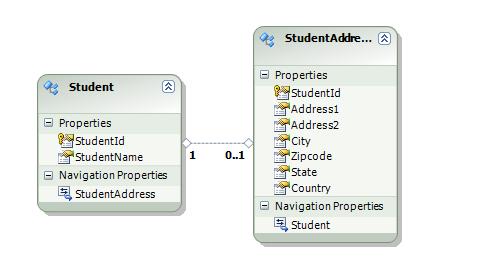 Student
Properties
StudentId
StudentName
Navigation Properties
StudentAddress
1
0..1
StudentAddre...
Properties
StudentId
Address1
Address2
City
Zipcode
State
Country
Navigation Properties
Student